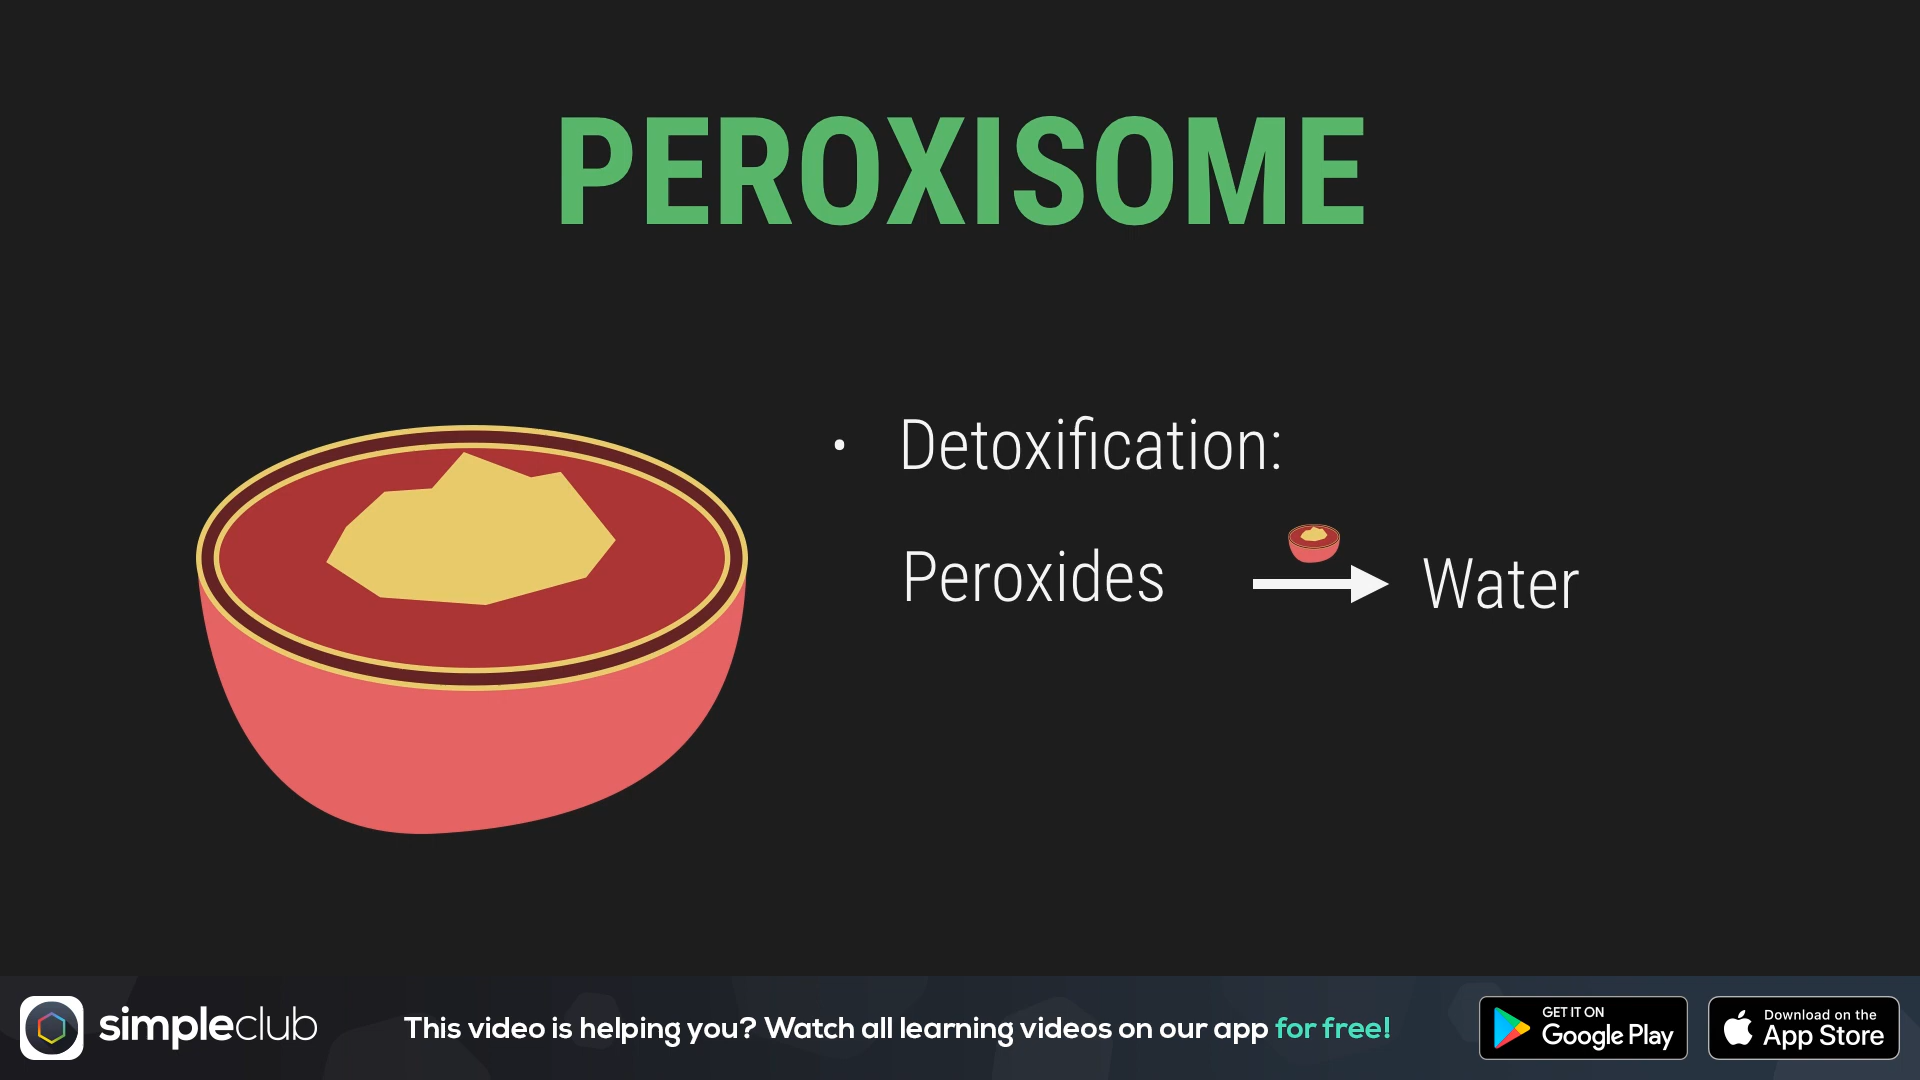 PEROXISOME
• Detoxification:
Peroxides Water
simpleclub
This video is helping you? Watch all learning videos on our app for free!
GET IT ON
Google Play
Download on the
App Store